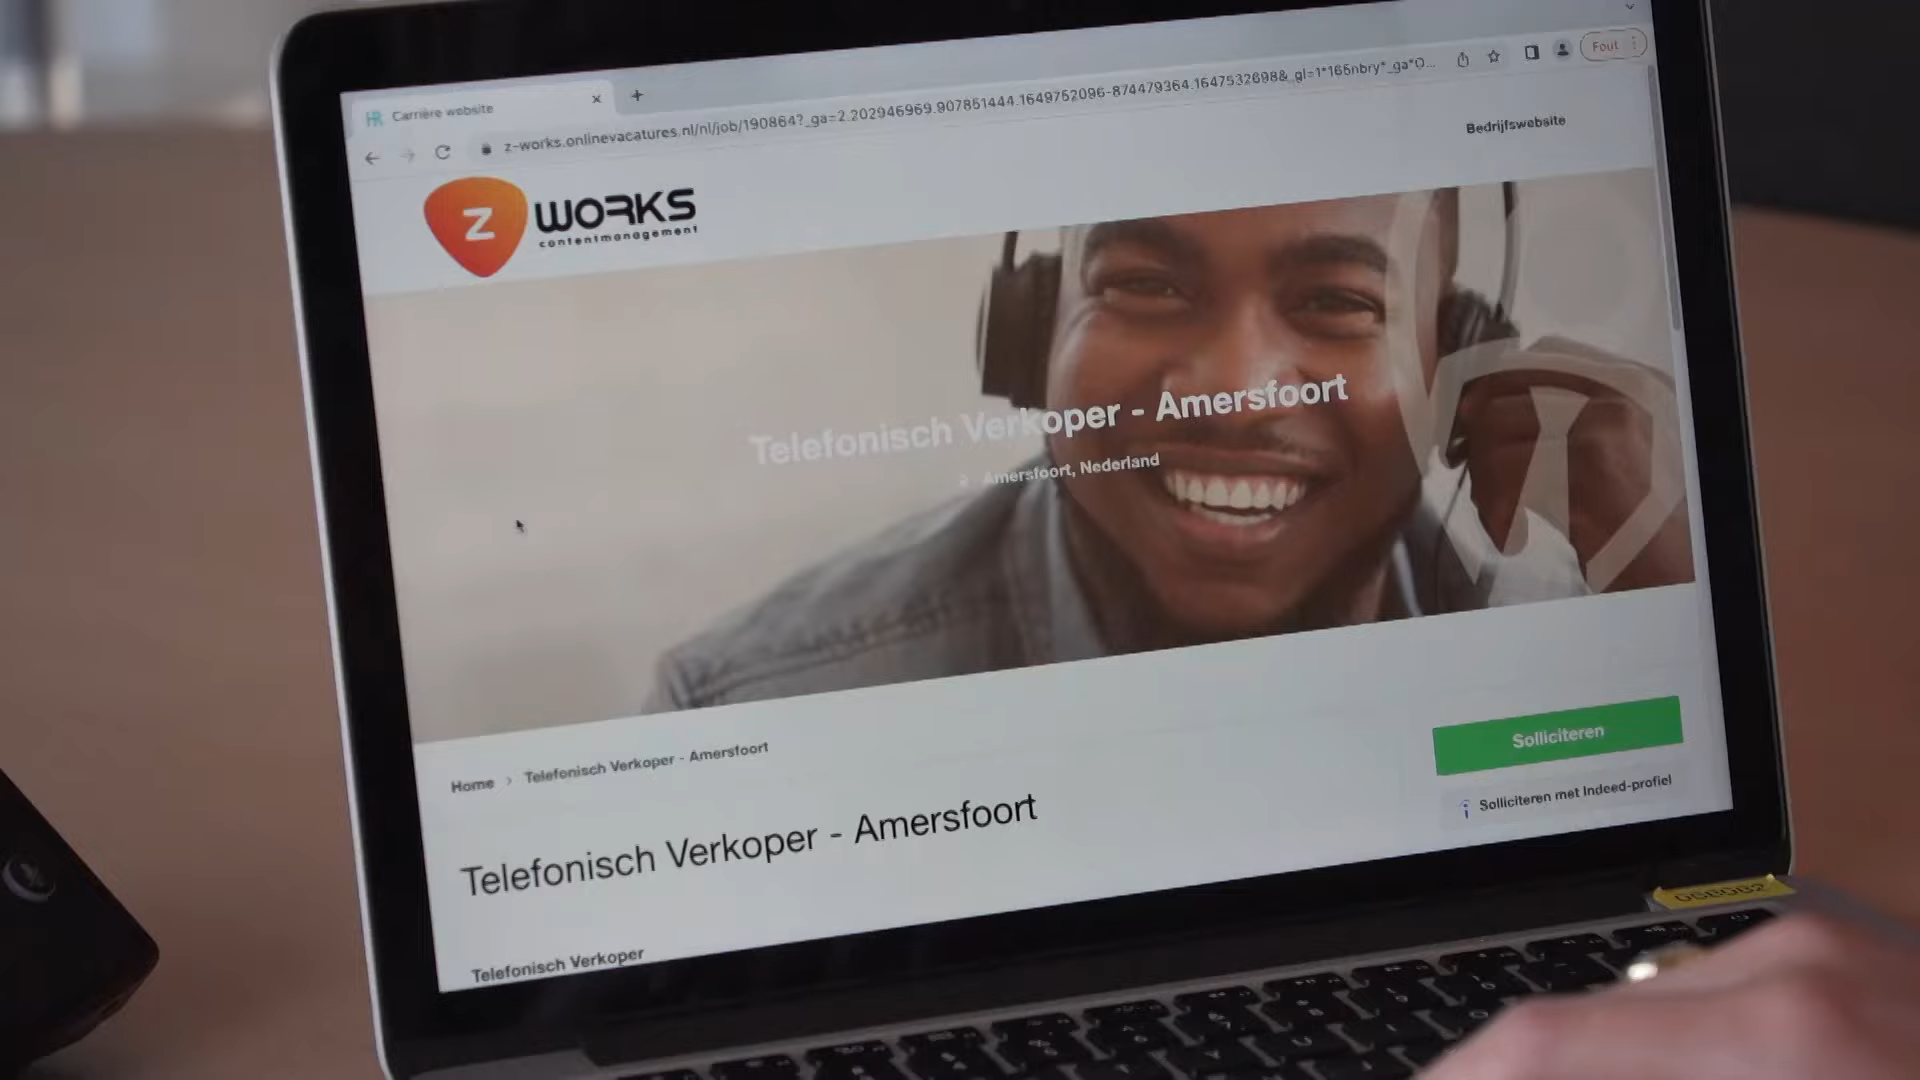 Carrière website
Fout
z-works.onlinevacatures.nl/nl/job/190864?_ga=2.202946969.907851444.1649752096-874479364.1647532698&_gl=1*165nbry*_ga*O...
Bedrijfswebsite
Z WORKS
contentmanagement
Telefonisch Verkoper - Amersfoort
Amersfoort, Nederland
Home > Telefonisch Verkoper - Amersfoort
Solliciteren
Solliciteren met Indeed-profiel
Telefonisch Verkoper - Amersfoort
Telefonisch Verkoper